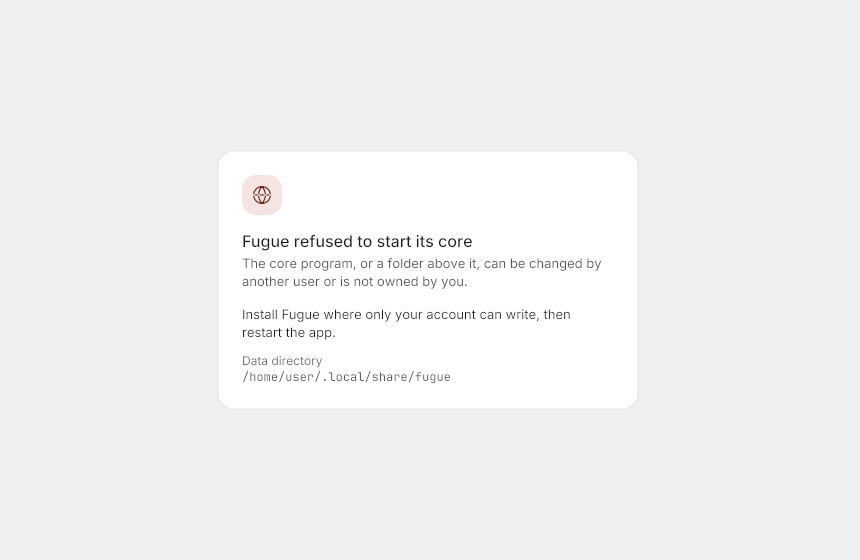 Fugue refused to start its core
The core program, or a folder above it, can be changed by
another user or is not owned by you.
Install Fugue where only your account can write, then
restart the app.
Data directory
/home/user/.local/share/fugue